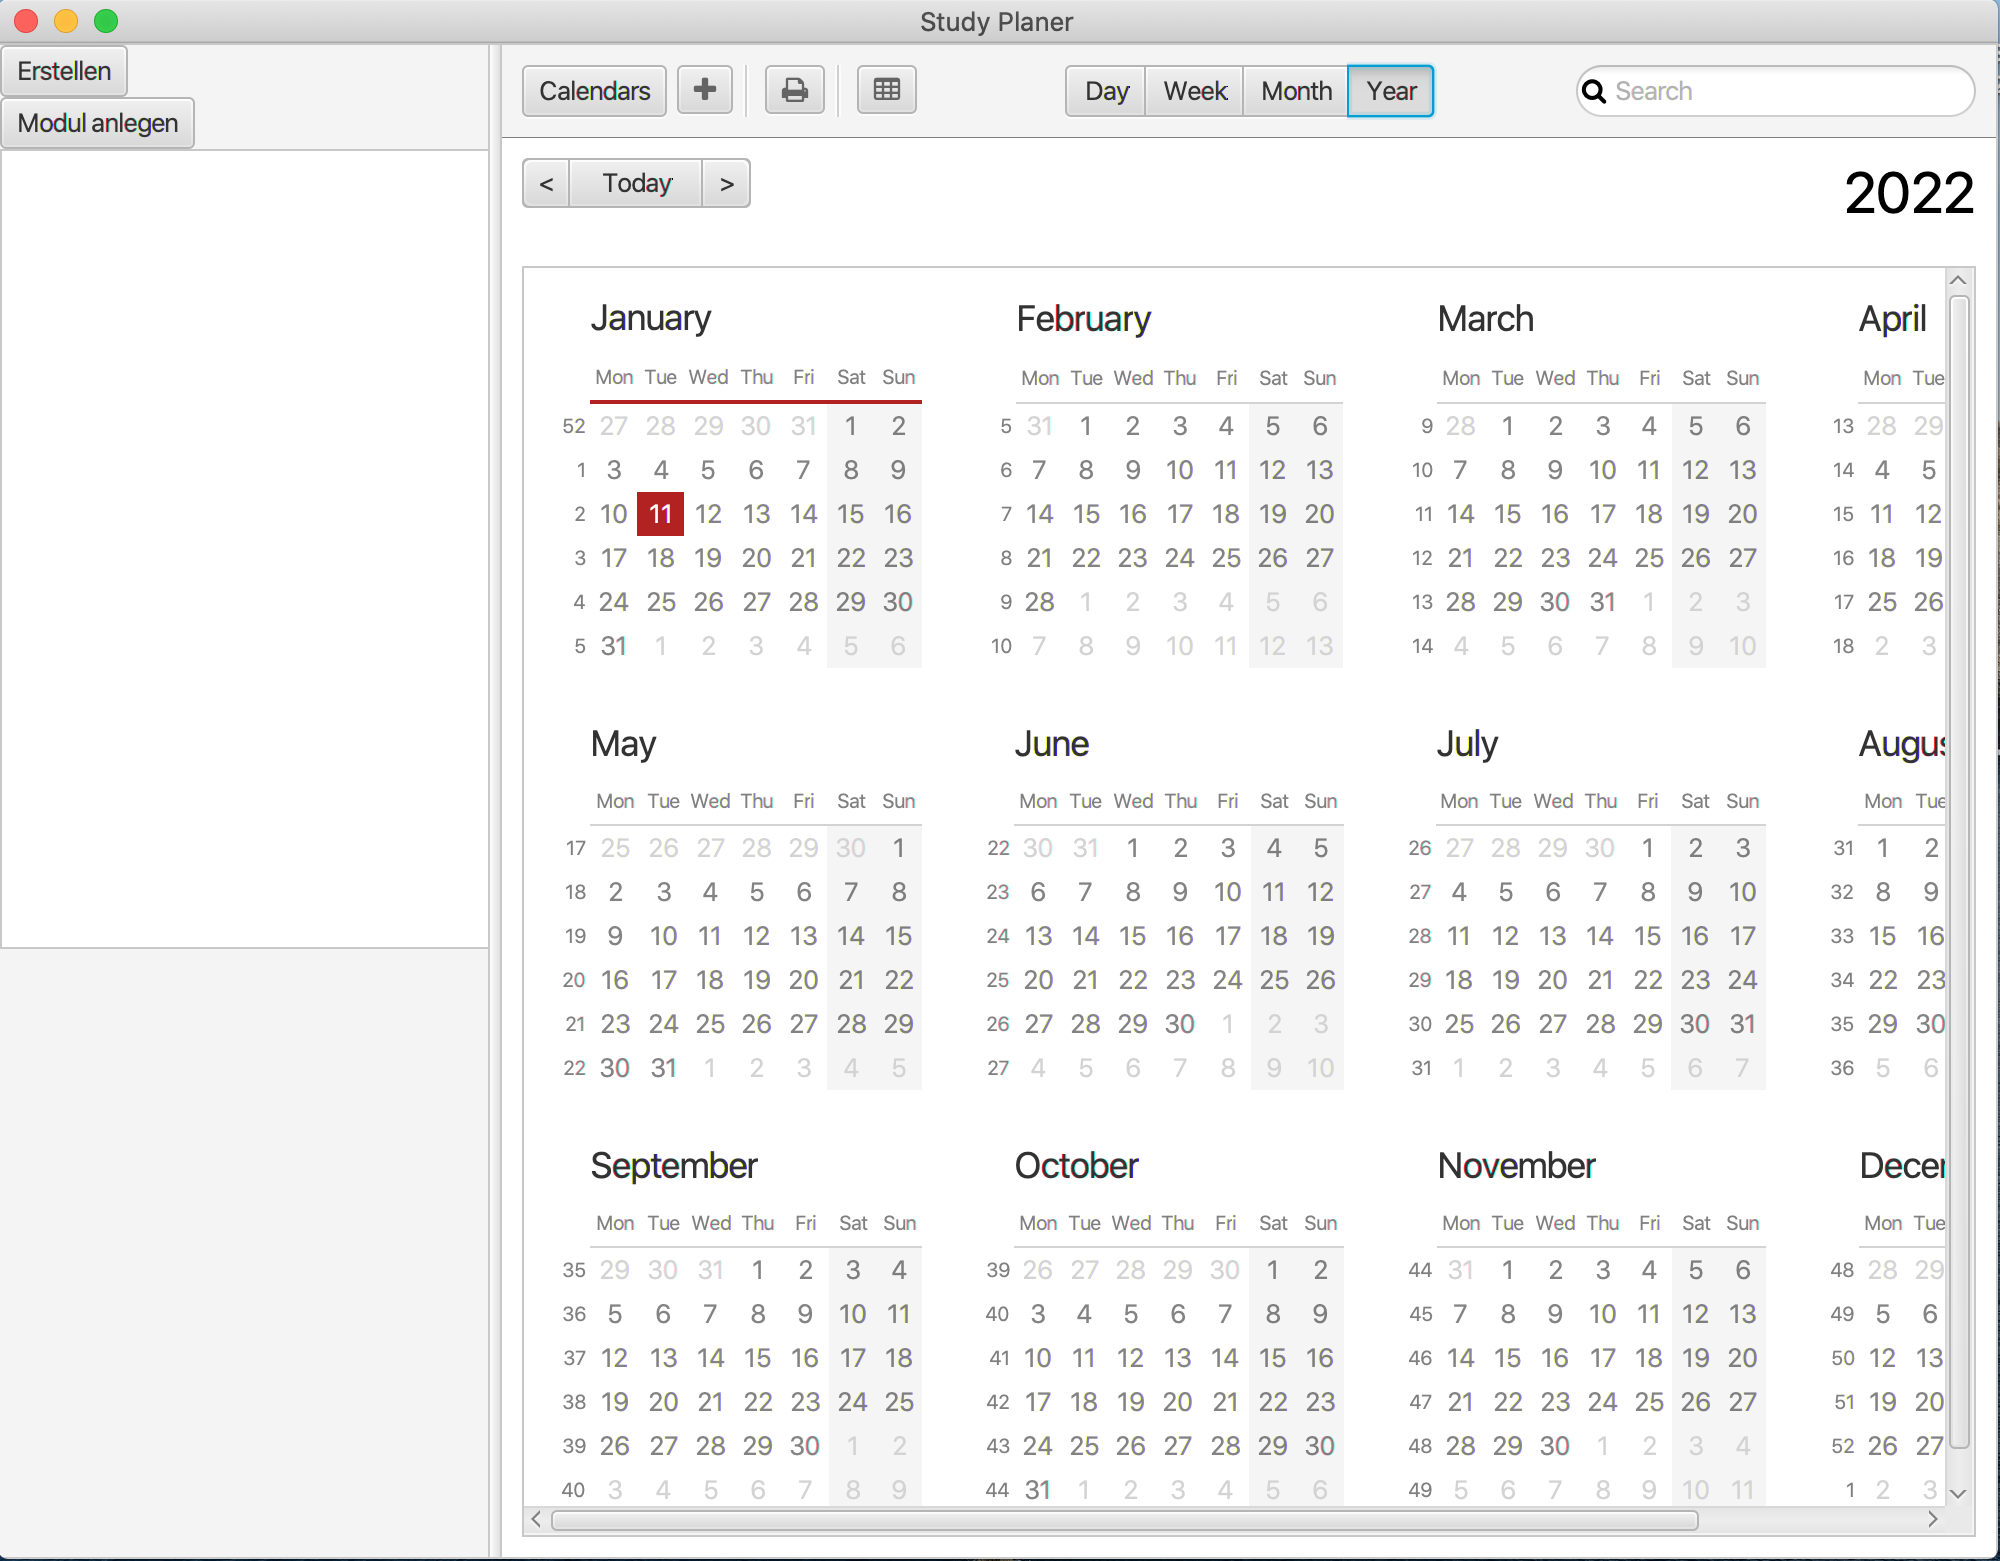 Study Planer
Erstellen
Modul anlegen
Calendars
Day Week Month Year
Search
< Today >
2022
January February March April
Mon Tue Wed Thu Fri Sat Sun Mon Tue Wed Thu Fri Sat Sun Mon Tue Wed Thu Fri Sat Sun Mon Tue
52 27 28 29 30 31 1 2 5 31 1 2 3 4 5 6 9 28 1 2 3 4 5 6 13 28 29
1 3 4 5 6 7 8 9 6 7 8 9 10 11 12 13 10 7 8 9 10 11 12 13 14 4 5
2 10 11 12 13 14 15 16 7 14 15 16 17 18 19 20 11 14 15 16 17 18 19 20 15 11 12
3 17 18 19 20 21 22 23 8 21 22 23 24 25 26 27 12 21 22 23 24 25 26 27 16 18 19
4 24 25 26 27 28 29 30 9 28 1 2 3 4 5 6 13 28 29 30 31 1 2 3 17 25 26
5 31 1 2 3 4 5 6 10 7 8 9 10 11 12 13 14 4 5 6 7 8 9 10 18 2 3
May June July Augus
Mon Tue Wed Thu Fri Sat Sun Mon Tue Wed Thu Fri Sat Sun Mon Tue Wed Thu Fri Sat Sun Mon Tue
17 25 26 27 28 29 30 1 22 30 31 1 2 3 4 5 26 27 28 29 30 1 2 3 31 1 2
18 2 3 4 5 6 7 8 23 6 7 8 9 10 11 12 27 4 5 6 7 8 9 10 32 8 9
19 9 10 11 12 13 14 15 24 13 14 15 16 17 18 19 28 11 12 13 14 15 16 17 33 15 16
20 16 17 18 19 20 21 22 25 20 21 22 23 24 25 26 29 18 19 20 21 22 23 24 34 22 23
21 23 24 25 26 27 28 29 26 27 28 29 30 1 2 3 30 25 26 27 28 29 30 31 35 29 30
22 30 31 1 2 3 4 5 27 4 5 6 7 8 9 10 31 1 2 3 4 5 6 7 36 5 6
September October November Decer
Mon Tue Wed Thu Fri Sat Sun Mon Tue Wed Thu Fri Sat Sun Mon Tue Wed Thu Fri Sat Sun Mon Tue
35 29 30 31 1 2 3 4 39 26 27 28 29 30 1 2 44 31 1 2 3 4 5 6 48 28 29
36 5 6 7 8 9 10 11 40 3 4 5 6 7 8 9 45 7 8 9 10 11 12 13 49 5 6
37 12 13 14 15 16 17 18 41 10 11 12 13 14 15 16 46 14 15 16 17 18 19 20 50 12 13
38 19 20 21 22 23 24 25 42 17 18 19 20 21 22 23 47 21 22 23 24 25 26 27 51 19 20
39 26 27 28 29 30 1 2 43 24 25 26 27 28 29 30 48 28 29 30 1 2 3 4 52 26 27
40 3 4 5 6 7 8 9 44 31 1 2 3 4 5 6 49 5 6 7 8 9 10 11 1 2 3